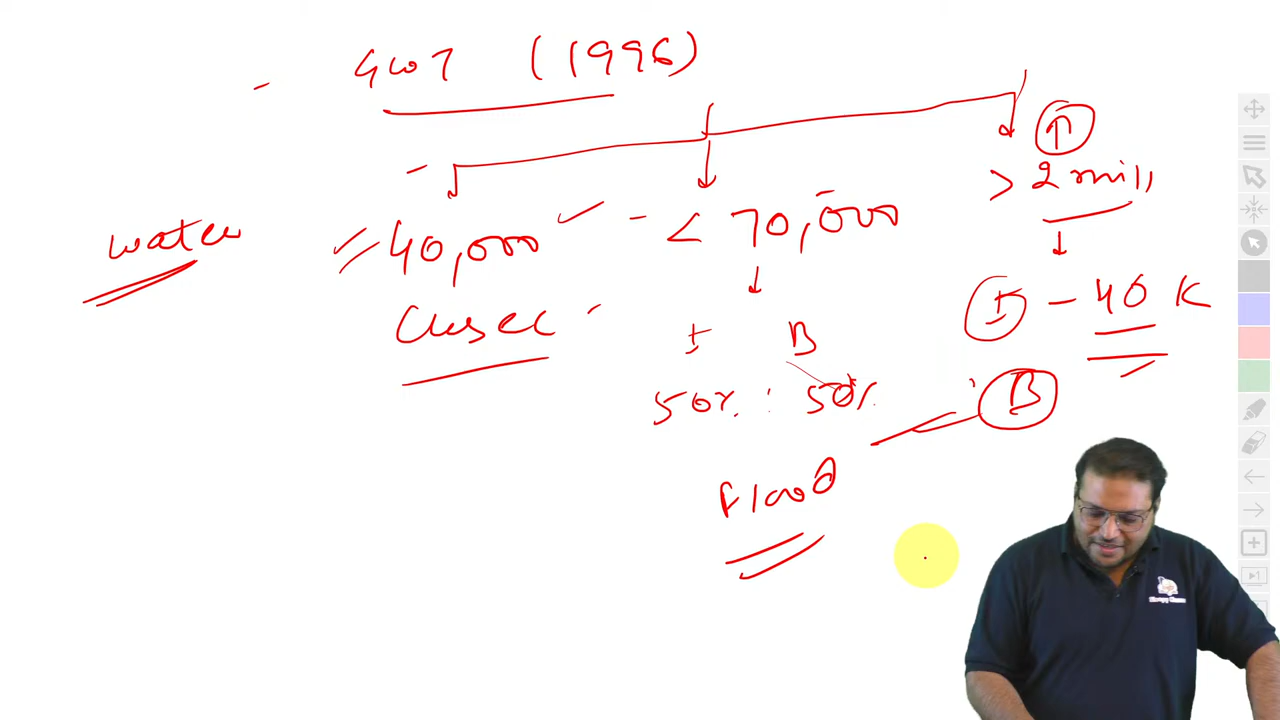 - GWT (1996)
> 2 mill
water 40,000 ✓ - < 70,000
Cusec
I - 40 K
I B
50% : 50%
B
Flood